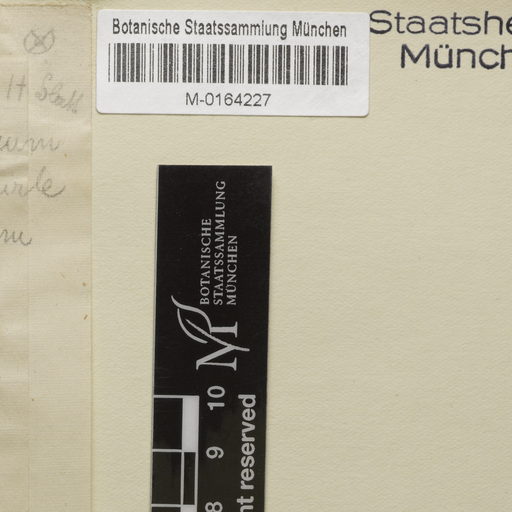 Botanische Staatssammlung München
M-0164227
Staatshe
Münch
BOTANISCHE
STAATSSAMMLUNG
MÜNCHEN
10
9
8
nt reserved